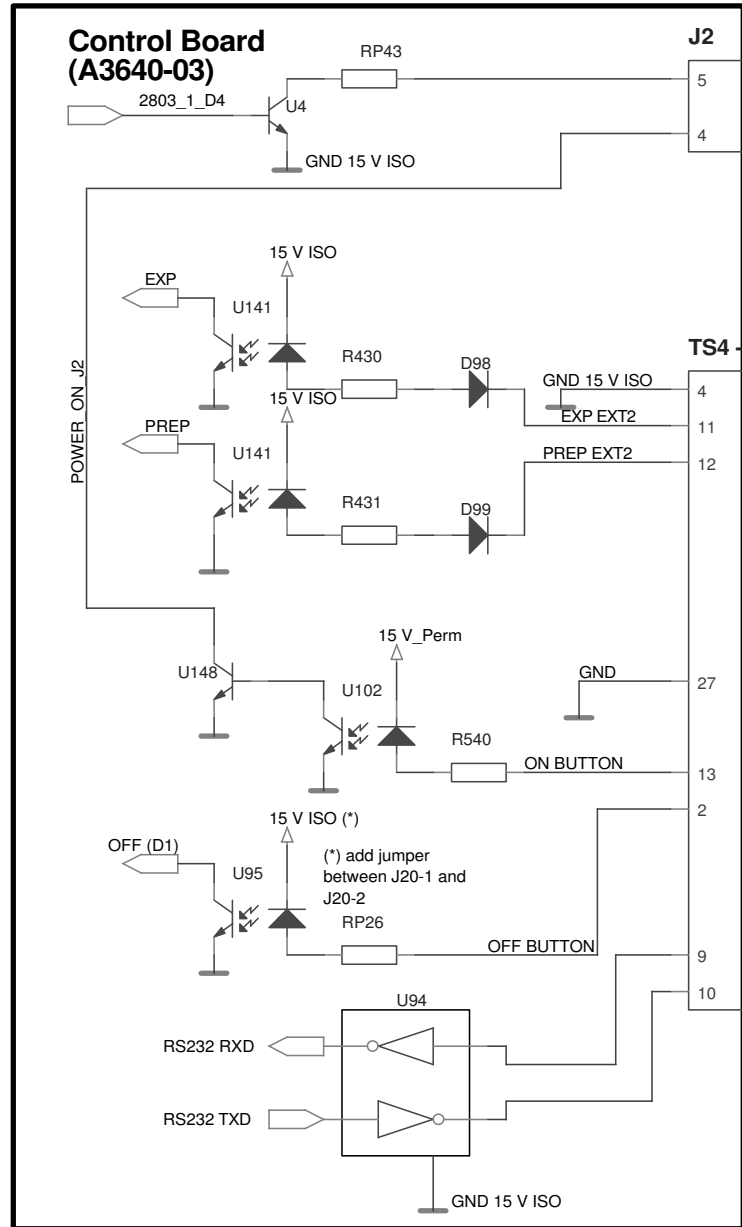 Control Board
(A3640-03)
RP43
J2
5
2803_1_D4
U4
4
GND 15 V ISO
15 V ISO
EXP
U141
TS4 -
R430
D98
GND 15 V ISO
4
EXP EXT2
11
15 V ISO
PREP
PREP EXT2
12
U141
POWER_ON_J2
R431
D99
15 V_Perm
U148
GND
27
U102
R540
ON BUTTON
13
15 V ISO (*)
2
OFF (D1)
U95
(*) add jumper
between J20-1 and
J20-2
RP26
OFF BUTTON
9
10
U94
RS232 RXD
RS232 TXD
GND 15 V ISO